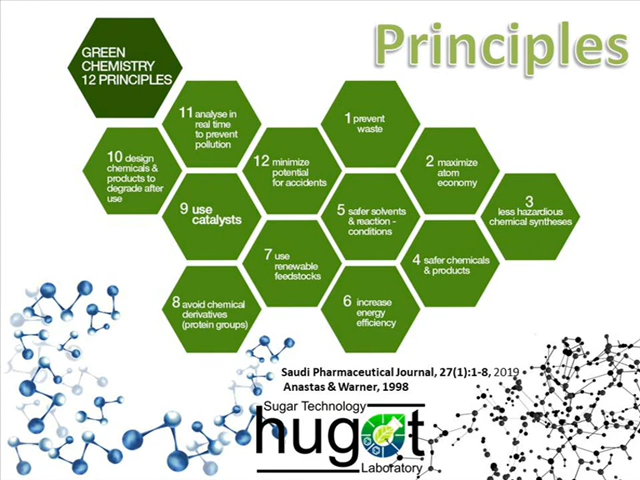 Principles
GREEN
CHEMISTRY
12 PRINCIPLES
11 analyse in
real time
to prevent
pollution
1 prevent
waste
10 design
chemicals &
products to
degrade after
use
12 minimize
potential
for accidents
2 maximize
atom
economy
9 use
catalysts
5 safer solvents
& reaction -
conditions
3
less hazardious
chemical syntheses
7 use
renewable
feedstocks
4 safer chemicals
& products
8 avoid chemical
derivatives
(protein groups)
6 increase
energy
efficiency
Saudi Pharmaceutical Journal, 27(1):1-8, 2019
Anastas & Warner, 1998
Sugar Technology
hugot
Laboratory